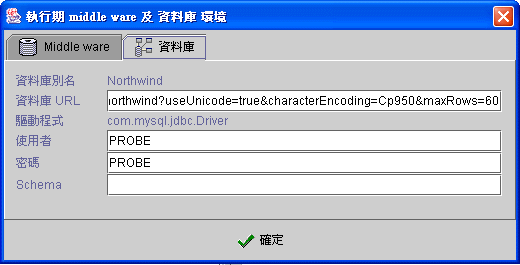 執行期 middle ware 及 資料庫 環境
Middle ware 資料庫
資料庫別名 Northwind
資料庫 URL northwind?useUnicode=true&characterEncoding=Cp950&maxRows=60
驅動程式 com.mysql.jdbc.Driver
使用者 PROBE
密碼 PROBE
Schema
確定